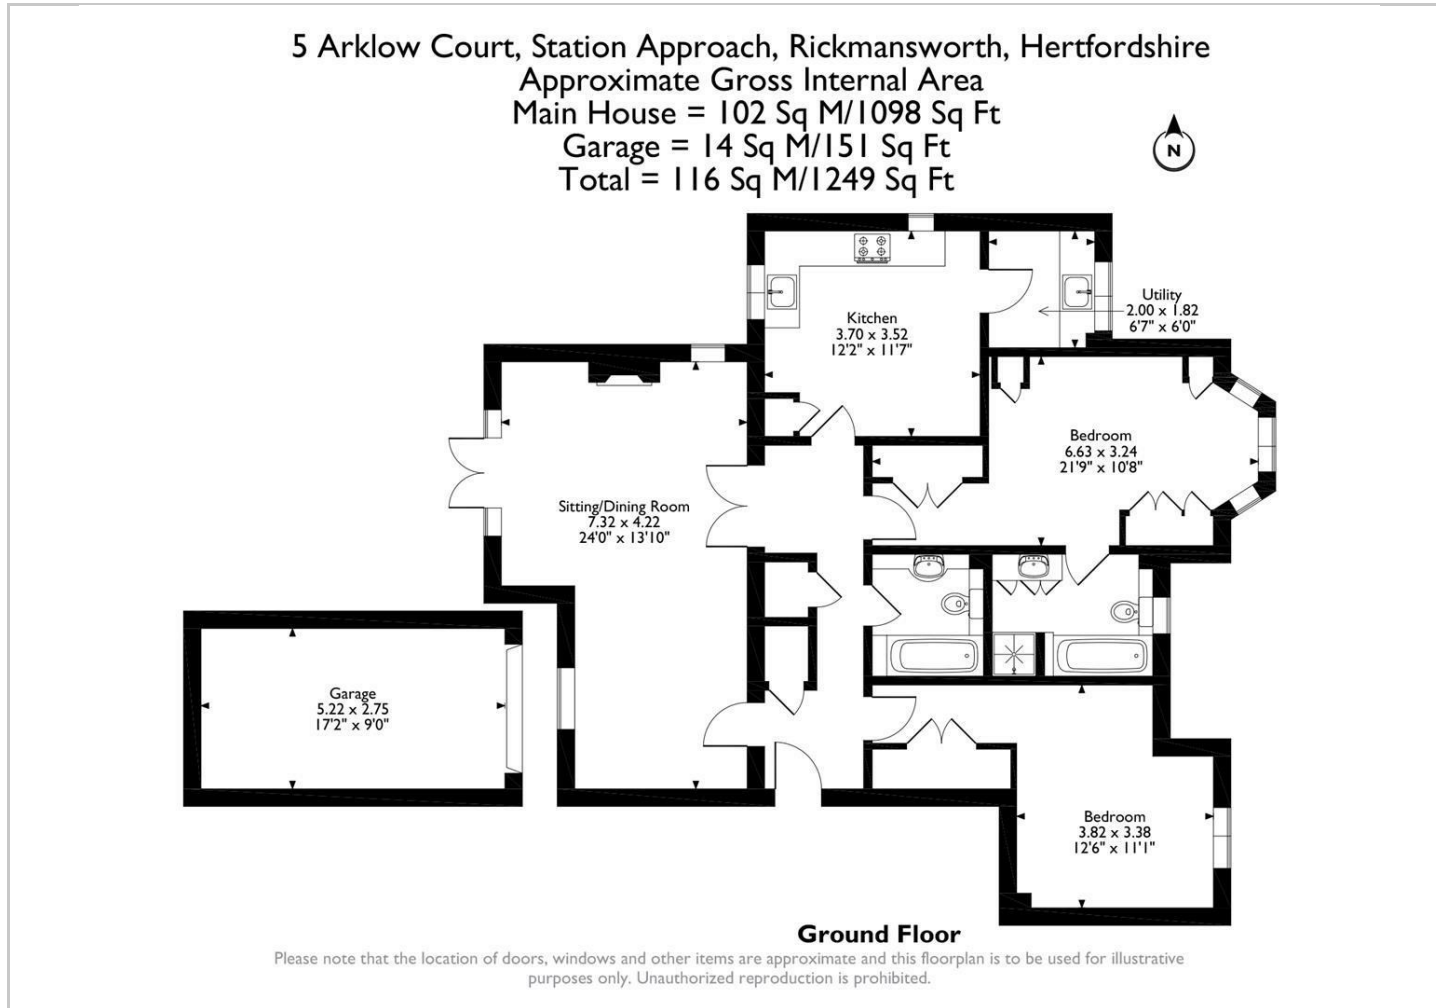 5 Arklow Court, Station Approach, Rickmansworth, Hertfordshire
Approximate Gross Internal Area
Main House = 102 Sq M/1098 Sq Ft
Garage = 14 Sq M/151 Sq Ft
Total = 116 Sq M/1249 Sq Ft
N
Utility
2.00 x 1.82
6'7" x 6'0"
Kitchen
3.70 x 3.52
12'2" x 11'7"
Bedroom
6.63 x 3.24
21'9" x 10'8"
Sitting/Dining Room
7.32 x 4.22
24'0" x 13'10"
Garage
5.22 x 2.75
17'2" x 9'0"
Bedroom
3.82 x 3.38
12'6" x 11'1"
Ground Floor
Please note that the location of doors, windows and other items are approximate and this floorplan is to be used for illustrative
purposes only. Unauthorized reproduction is prohibited.